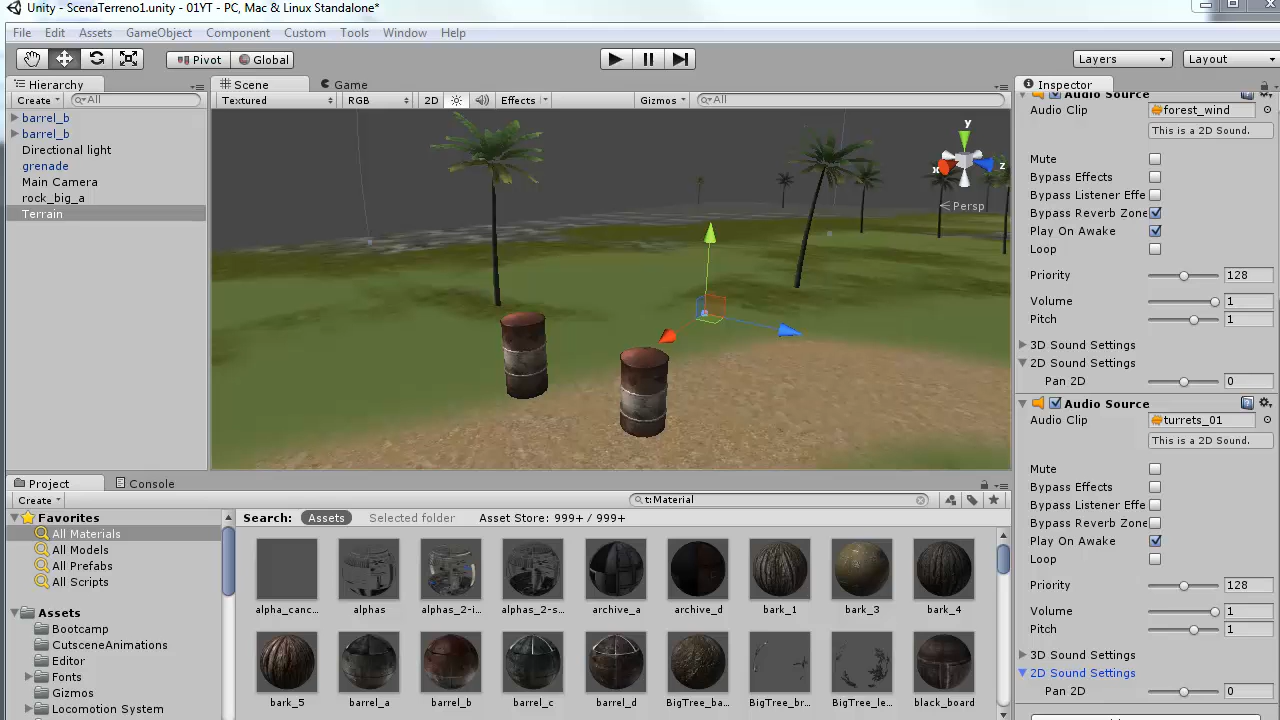 Unity - ScenaTerreno1.unity - 01YT - PC, Mac & Linux Standalone*
File Edit Assets GameObject Component Custom Tools Window Help
Pivot Global Layers Layout
Hierarchy
Create All
barrel_b
barrel_b
Directional light
grenade
Main Camera
rock_big_a
Terrain
Scene Game
Textured RGB 2D Effects Gizmos All
y
x
z
Persp
Inspector
Audio Source
Audio Clip forest_wind
This is a 2D Sound.
Mute
Bypass Effects
Bypass Listener Effe
Bypass Reverb Zone
Play On Awake
Loop
Priority 128
Volume 1
Pitch 1
3D Sound Settings
2D Sound Settings
Pan 2D 0
Audio Source
Audio Clip turrets_01
This is a 2D Sound.
Mute
Bypass Effects
Bypass Listener Effe
Bypass Reverb Zone
Play On Awake
Loop
Priority 128
Volume 1
Pitch 1
3D Sound Settings
2D Sound Settings
Pan 2D 0
Project Console
Create t:Material
Favorites
All Materials
All Models
All Prefabs
All Scripts
Assets
Bootcamp
CutsceneAnimations
Editor
Fonts
Gizmos
Locomotion System
Search: Assets Selected folder Asset Store: 999+ / 999+
alpha_canc... alphas alphas_2-i... alphas_2-s... archive_a archive_d bark_1 bark_3 bark_4
bark_5 barrel_a barrel_b barrel_c barrel_d BigTree_ba... BigTree_br... BigTree_le... black_board